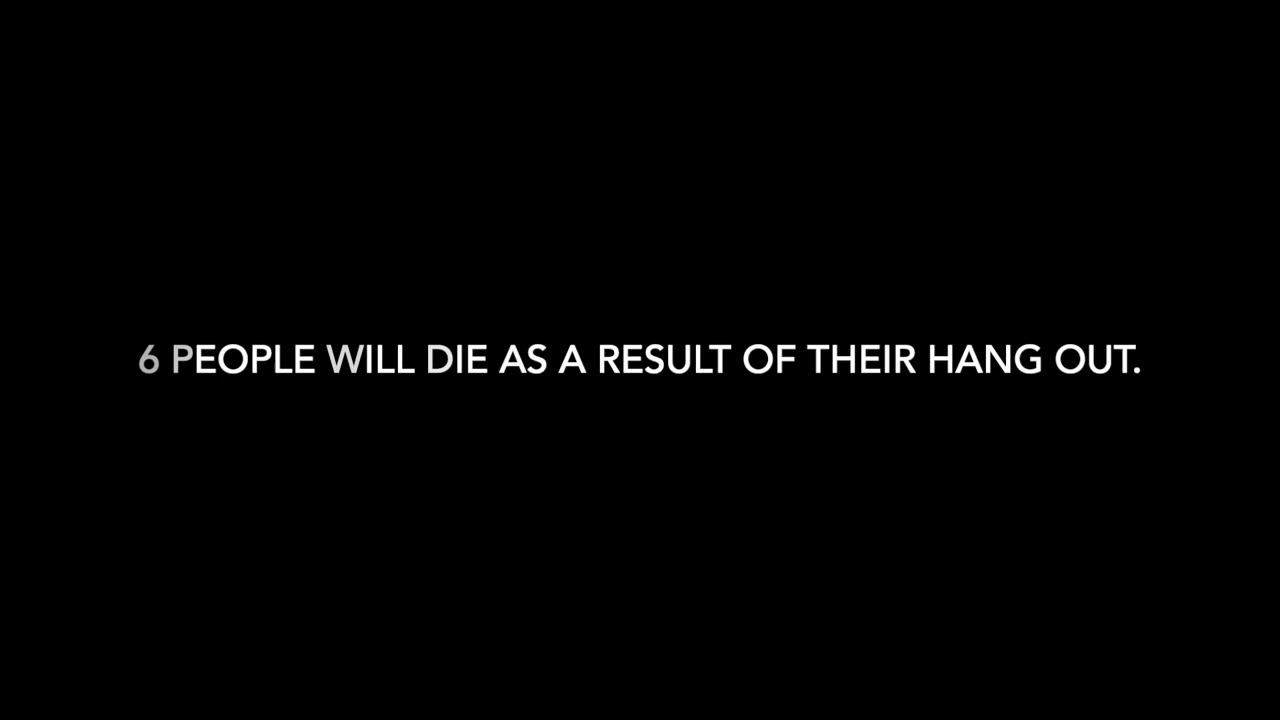 6 PEOPLE WILL DIE AS A RESULT OF THEIR HANG OUT.